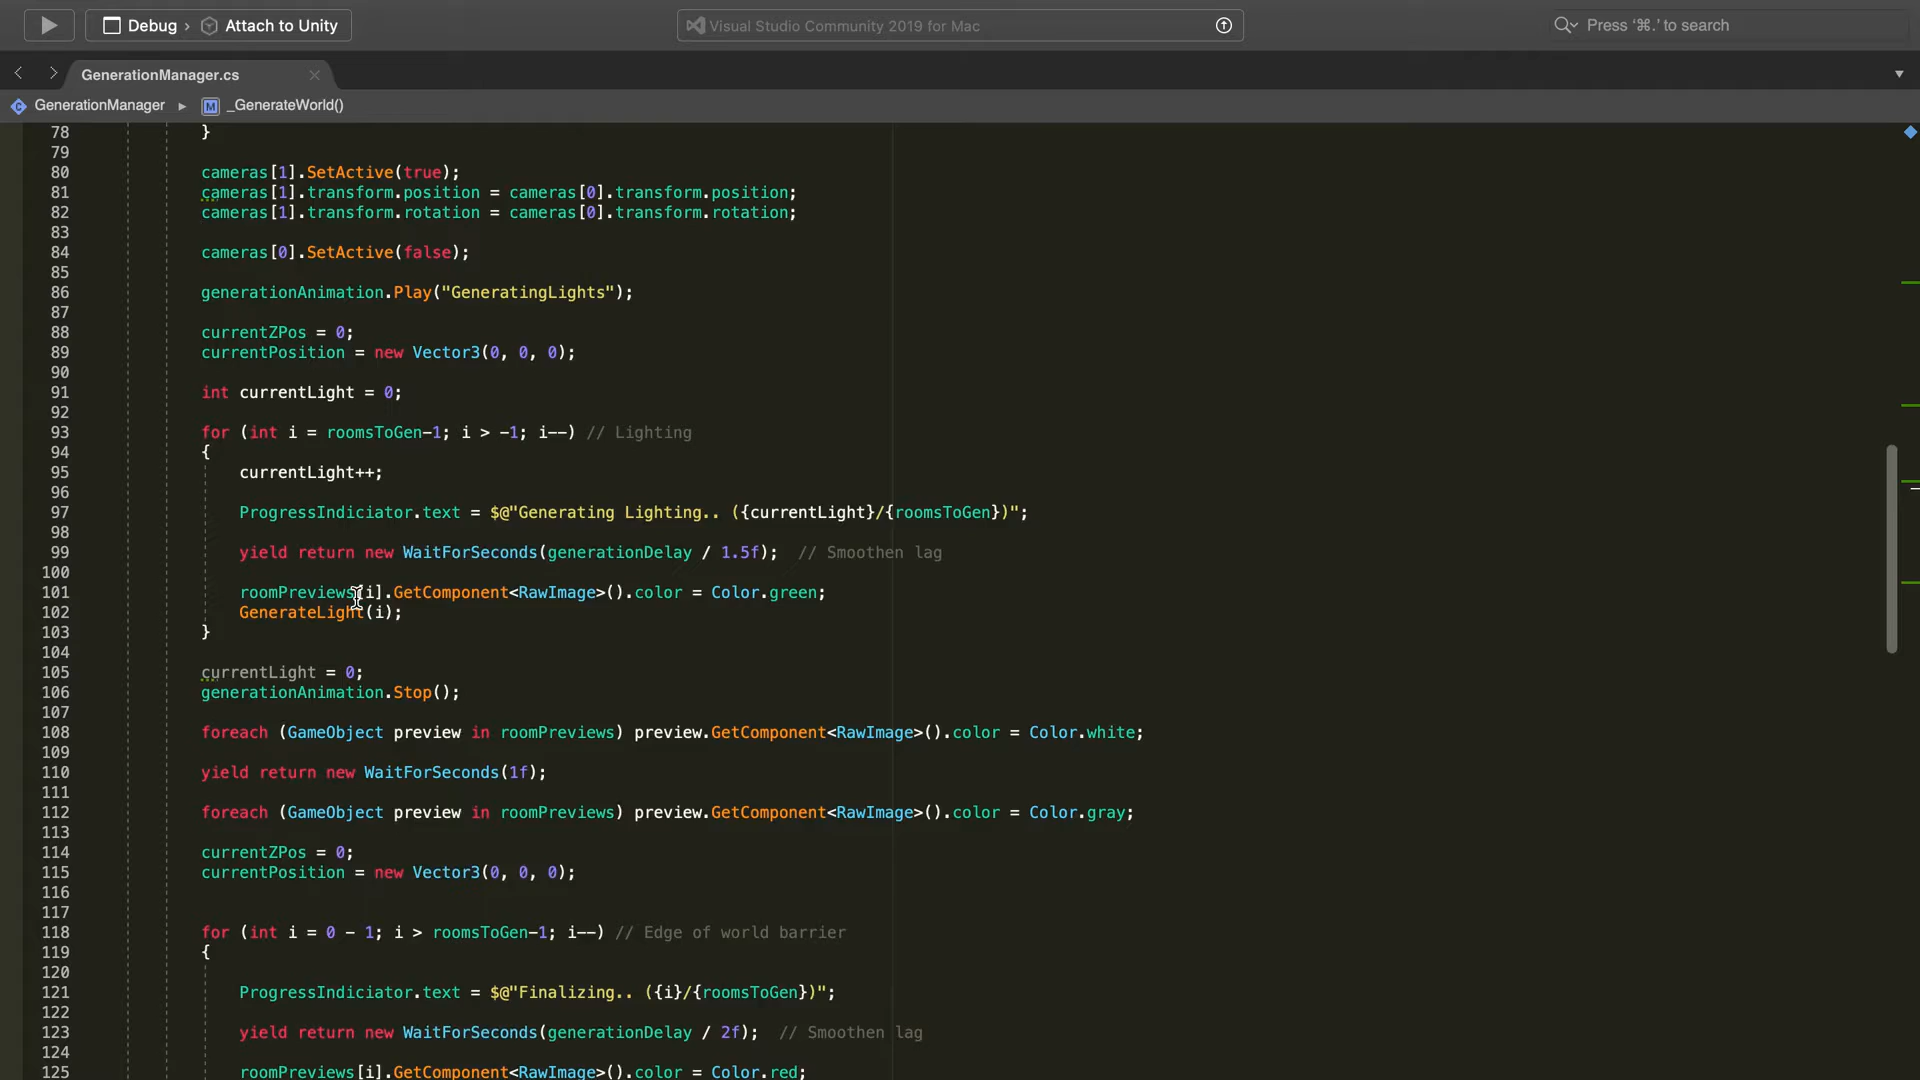 Debug › Attach to Unity
Visual Studio Community 2019 for Mac
Press ‘⌘.’ to search
GenerationManager.cs
GenerationManager ▸ M _GenerateWorld()
78 }
79
80 cameras[1].SetActive(true);
81 cameras[1].transform.position = cameras[0].transform.position;
82 cameras[1].transform.rotation = cameras[0].transform.rotation;
83
84 cameras[0].SetActive(false);
85
86 generationAnimation.Play("GeneratingLights");
87
88 currentZPos = 0;
89 currentPosition = new Vector3(0, 0, 0);
90
91 int currentLight = 0;
92
93 for (int i = roomsToGen-1; i > -1; i--) // Lighting
94 {
95 currentLight++;
96
97 ProgressIndiciator.text = $@"Generating Lighting.. ({currentLight}/{roomsToGen})";
98
99 yield return new WaitForSeconds(generationDelay / 1.5f); // Smoothen lag
100
101 roomPreviews[i].GetComponent<RawImage>().color = Color.green;
102 GenerateLight(i);
103 }
104
105 currentLight = 0;
106 generationAnimation.Stop();
107
108 foreach (GameObject preview in roomPreviews) preview.GetComponent<RawImage>().color = Color.white;
109
110 yield return new WaitForSeconds(1f);
111
112 foreach (GameObject preview in roomPreviews) preview.GetComponent<RawImage>().color = Color.gray;
113
114 currentZPos = 0;
115 currentPosition = new Vector3(0, 0, 0);
116
117
118 for (int i = 0 - 1; i > roomsToGen-1; i--) // Edge of world barrier
119 {
120
121 ProgressIndiciator.text = $@"Finalizing.. ({i}/{roomsToGen})";
122
123 yield return new WaitForSeconds(generationDelay / 2f); // Smoothen lag
124
125 roomPreviews[i].GetComponent<RawImage>().color = Color.red;